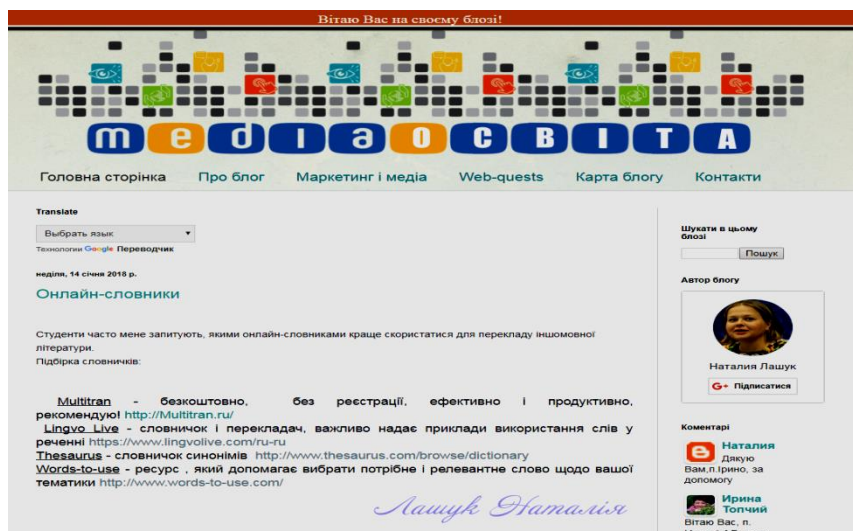 Вітаю Вас на своєму блозі!
медіаОСВІТА
Головна сторінка Про блог Маркетинг і медіа Web-quests Карта блогу Контакти
Translate
Выбрать язык
Технологии Google Переводчик
неділя, 14 січня 2018 р.
Онлайн-словники
Студенти часто мене запитують, якими онлайн-словниками краще скористатися для перекладу іншомовної
літератури.
Підбірка словничків:
Multitran - безкоштовно, без реєстрації, ефективно і продуктивно,
рекомендую! http://Multitran.ru/
Lingvo Live - словничок і перекладач, важливо надає приклади використання слів у
реченні https://www.lingvolive.com/ru-ru
Thesaurus - словничок синонімів http://www.thesaurus.com/browse/dictionary
Words-to-use - ресурс , який допомагає вибрати потрібне і релевантне слово щодо вашої
тематики http://www.words-to-use.com/
Лащук Наталія
Шукати в цьому
блозі
Пошук
Автор блогу
Наталия Лащук
G+ Підписатися
Коментарі
Наталия
Дякую
Вам,п.Ірино, за
допомогу
Ирина
Топчий
Вітаю Вас, п.